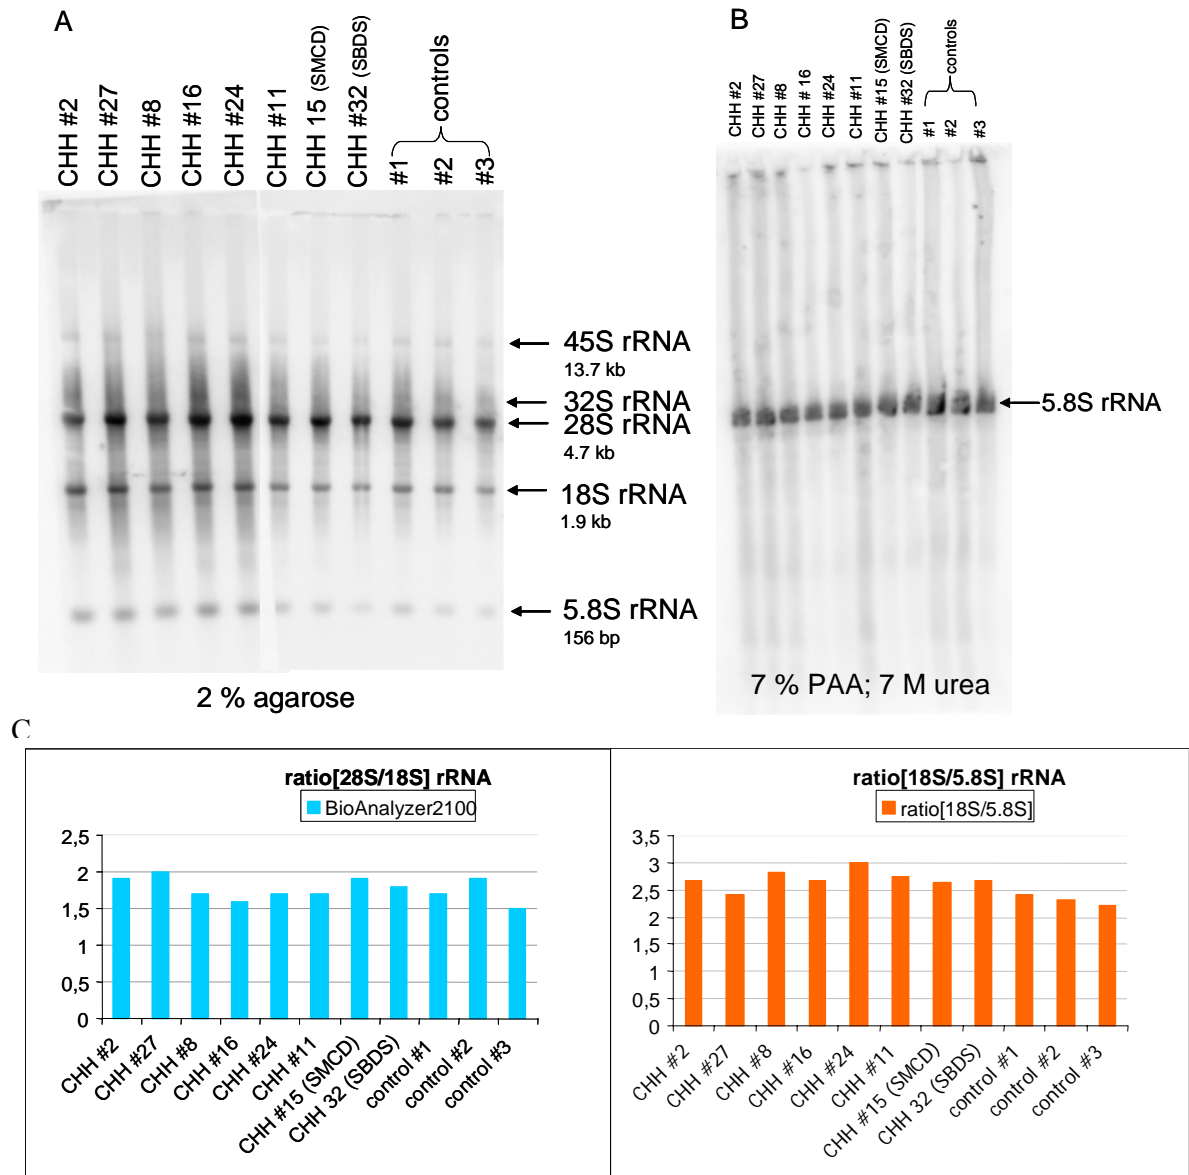 A
CHH #2
CHH #27
CHH #8
CHH #16
CHH #24
CHH #11
CHH 15 (SMCD)
CHH #32 (SBDS)
controls
#1
#2
#3
45S rRNA
13.7 kb
32S rRNA
28S rRNA
4.7 kb
18S rRNA
1.9 kb
5.8S rRNA
156 bp
2 % agarose
B
CHH #2
CHH #27
CHH #8
CHH # 16
CHH #24
CHH #11
CHH #15 (SMCD)
CHH #32 (SBDS)
controls
#1
#2
#3
5.8S rRNA
7 % PAA; 7 M urea
C
ratio[28S/18S] rRNA
BioAnalyzer2100
2,5
2
1,5
1
0,5
0
CHH #2
CHH #27
CHH #8
CHH #16
CHH #24
CHH #11
CHH #15 (SMCD)
CHH 32 (SBDS)
control #1
control #2
control #3
ratio[18S/5.8S] rRNA
ratio[18S/5.8S]
3,5
3
2,5
2
1,5
1
0,5
0
CHH #2
CHH #27
CHH #8
CHH #16
CHH #24
CHH #11
CHH #15 (SMCD)
CHH 32 (SBDS)
control #1
control #2
control #3